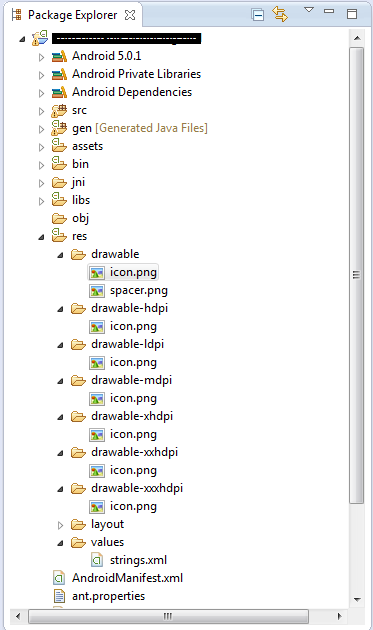 Package Explorer
Android 5.0.1
Android Private Libraries
Android Dependencies
src
gen [Generated Java Files]
assets
bin
jni
libs
obj
res
drawable
icon.png
spacer.png
drawable-hdpi
icon.png
drawable-ldpi
icon.png
drawable-mdpi
icon.png
drawable-xhdpi
icon.png
drawable-xxhdpi
icon.png
drawable-xxxhdpi
icon.png
layout
values
strings.xml
AndroidManifest.xml
ant.properties